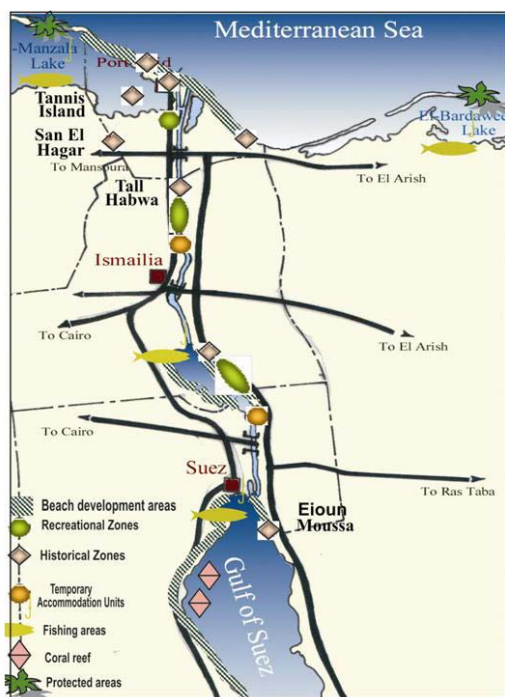 Mediterranean Sea
-Manzala
Lake
Port
Tannis
Island
San El
Hagar
El-Bardaweel
Lake
To Mansoura
To El Arish
Tall
Habwa
Ismailia
To Cairo
To El Arish
To Cairo
Suez
To Ras Taba
Eioun
Moussa
Gulf of Suez
Beach development areas
Recreational Zones
Historical Zones
Temporary
Accommodation Units
Fishing areas
Coral reef
Protected areas